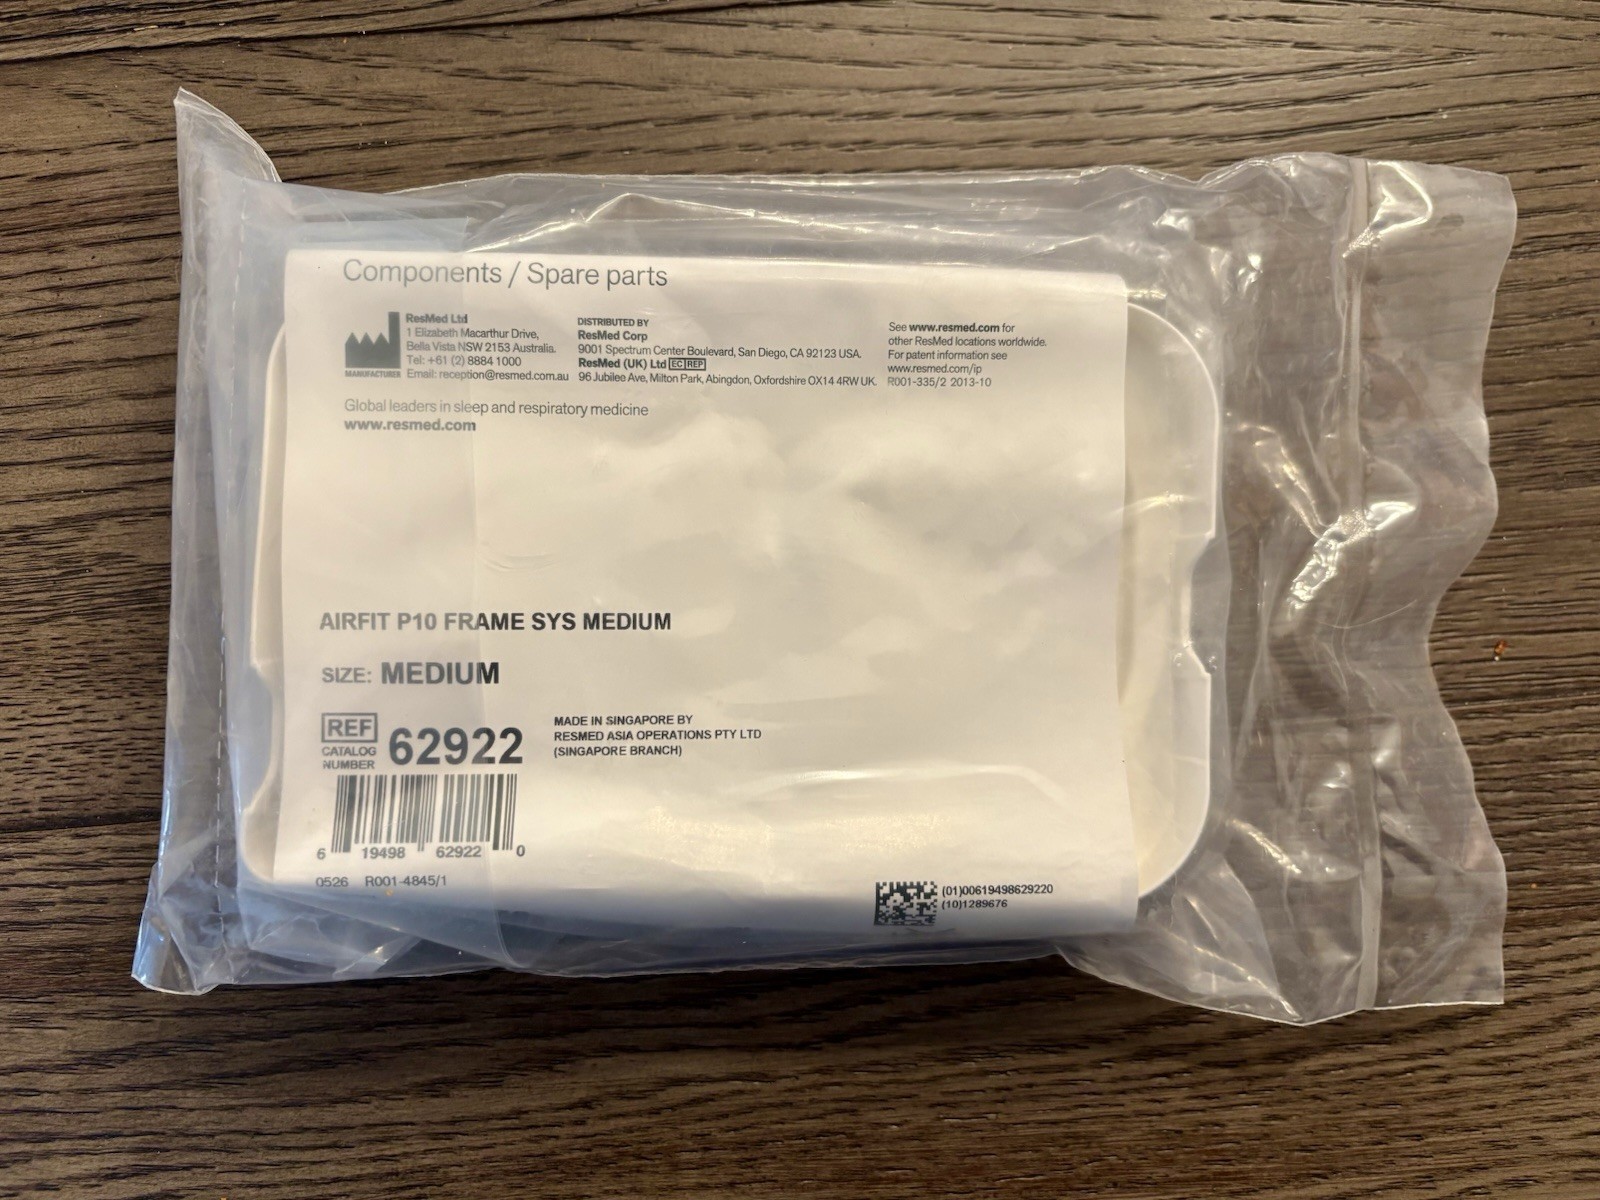 Components / Spare parts
MANUFACTURER
ResMed Ltd
1 Elizabeth Macarthur Drive,
Bella Vista NSW 2153 Australia.
Tel: +61 (2) 8884 1000
Email: reception@resmed.com.au
DISTRIBUTED BY
ResMed Corp
9001 Spectrum Center Boulevard, San Diego, CA 92123 USA.
ResMed (UK) Ltd EC REP
96 Jubilee Ave, Milton Park, Abingdon, Oxfordshire OX14 4RW UK.
See www.resmed.com for
other ResMed locations worldwide.
For patent information see
www.resmed.com/ip
R001-335/2 2013-10
Global leaders in sleep and respiratory medicine
www.resmed.com
AIRFIT P10 FRAME SYS MEDIUM
SIZE: MEDIUM
REF
CATALOG
NUMBER
62922
MADE IN SINGAPORE BY
RESMED ASIA OPERATIONS PTY LTD
(SINGAPORE BRANCH)
6 19498 62922 0
0526 R001-4845/1
(01)00619498629220
(10)1289676